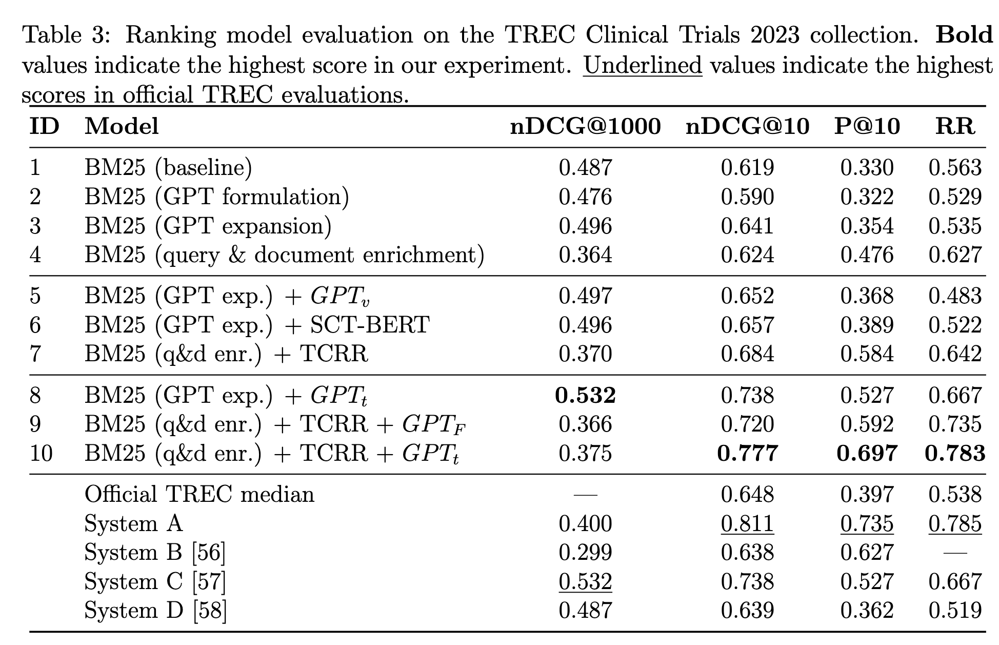 Table 3: Ranking model evaluation on the TREC Clinical Trials 2023 collection. Bold
values indicate the highest score in our experiment. Underlined values indicate the highest
scores in official TREC evaluations.
ID Model nDCG@1000 nDCG@10 P@10 RR
1 BM25 (baseline) 0.487 0.619 0.330 0.563
2 BM25 (GPT formulation) 0.476 0.590 0.322 0.529
3 BM25 (GPT expansion) 0.496 0.641 0.354 0.535
4 BM25 (query & document enrichment) 0.364 0.624 0.476 0.627
5 BM25 (GPT exp.) + GPT_v 0.497 0.652 0.368 0.483
6 BM25 (GPT exp.) + SCT-BERT 0.496 0.657 0.389 0.522
7 BM25 (q&d enr.) + TCRR 0.370 0.684 0.584 0.642
8 BM25 (GPT exp.) + GPT_t 0.532 0.738 0.527 0.667
9 BM25 (q&d enr.) + TCRR + GPT_F 0.366 0.720 0.592 0.735
10 BM25 (q&d enr.) + TCRR + GPT_t 0.375 0.777 0.697 0.783
Official TREC median — 0.648 0.397 0.538
System A 0.400 0.811 0.735 0.785
System B [56] 0.299 0.638 0.627 —
System C [57] 0.532 0.738 0.527 0.667
System D [58] 0.487 0.639 0.362 0.519